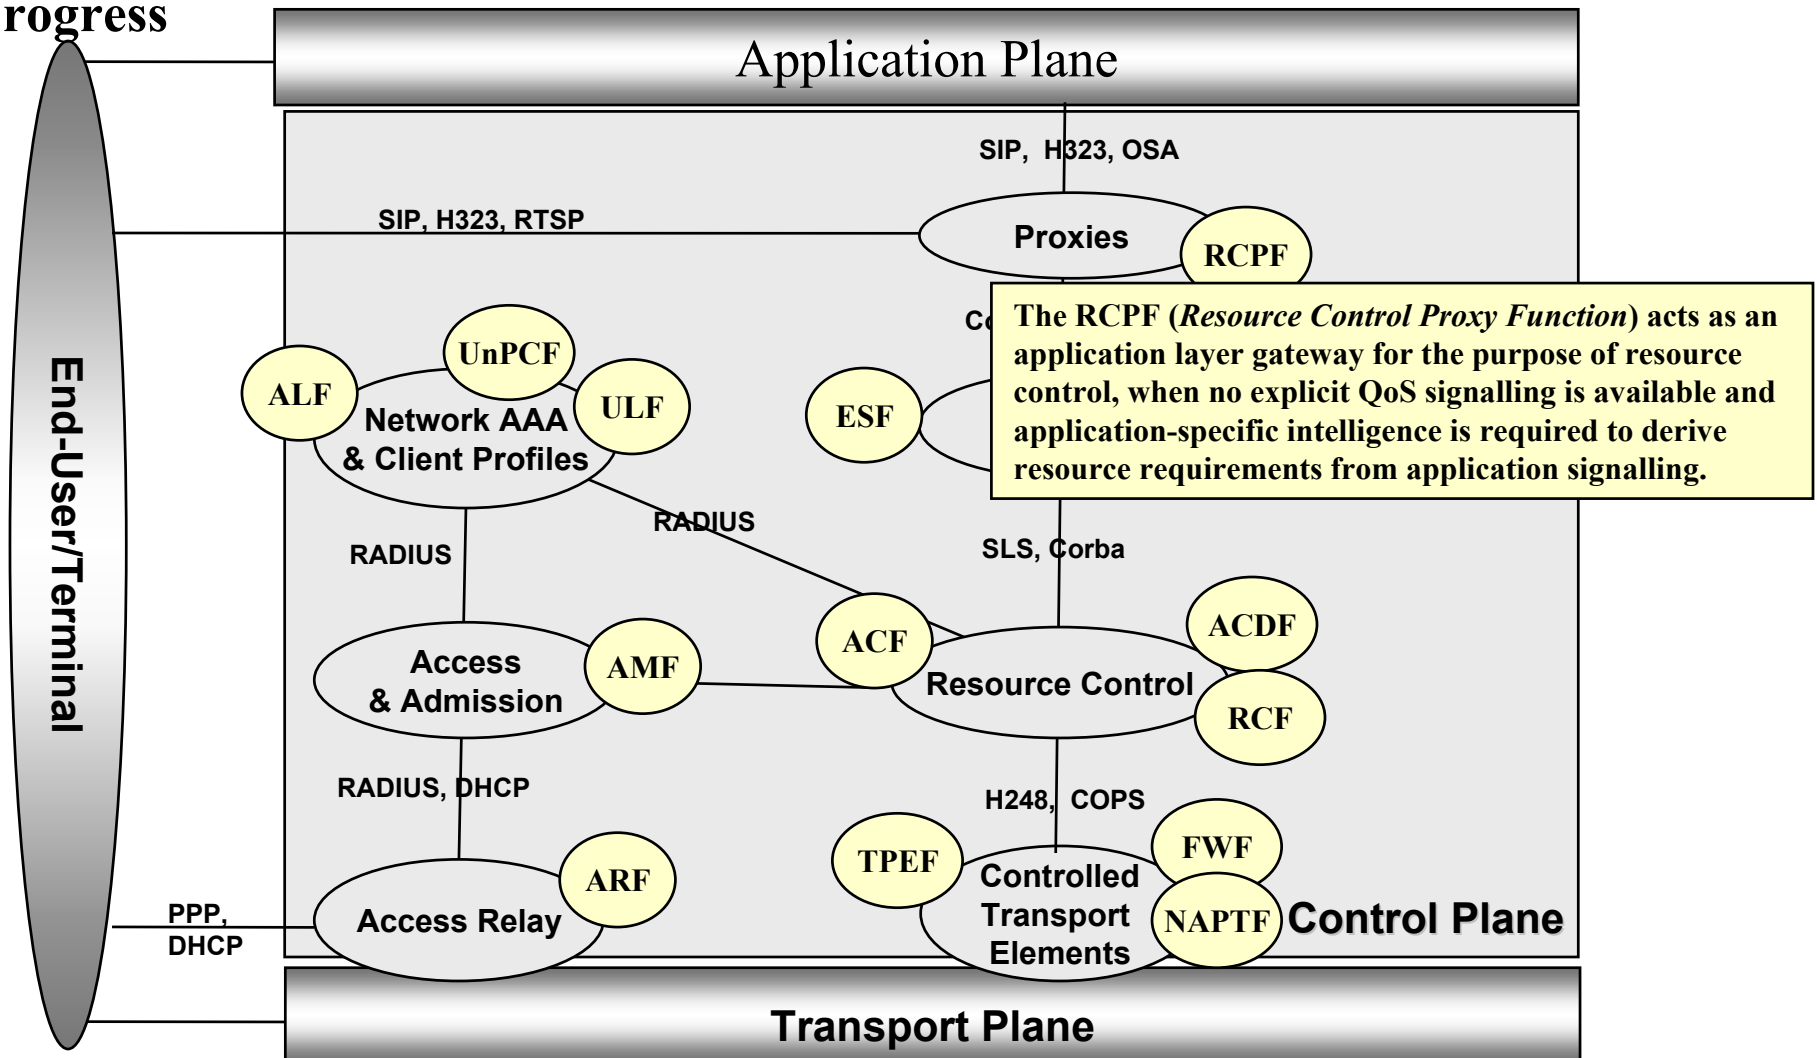 rogress
Application Plane
SIP, H323, OSA
SIP, H323, RTSP
Proxies
RCPF
Co
The RCPF (Resource Control Proxy Function) acts as an
application layer gateway for the purpose of resource
control, when no explicit QoS signalling is available and
application-specific intelligence is required to derive
resource requirements from application signalling.
End-User/Terminal
UnPCF
ALF
ULF
ESF
Network AAA
& Client Profiles
RADIUS
RADIUS
SLS, Corba
ACDF
ACF
Access
& Admission
AMF
Resource Control
RCF
RADIUS, DHCP
H248, COPS
FWF
TPEF
Controlled
Transport
Elements
ARF
Access Relay
NAPTF
Control Plane
PPP,
DHCP
Transport Plane